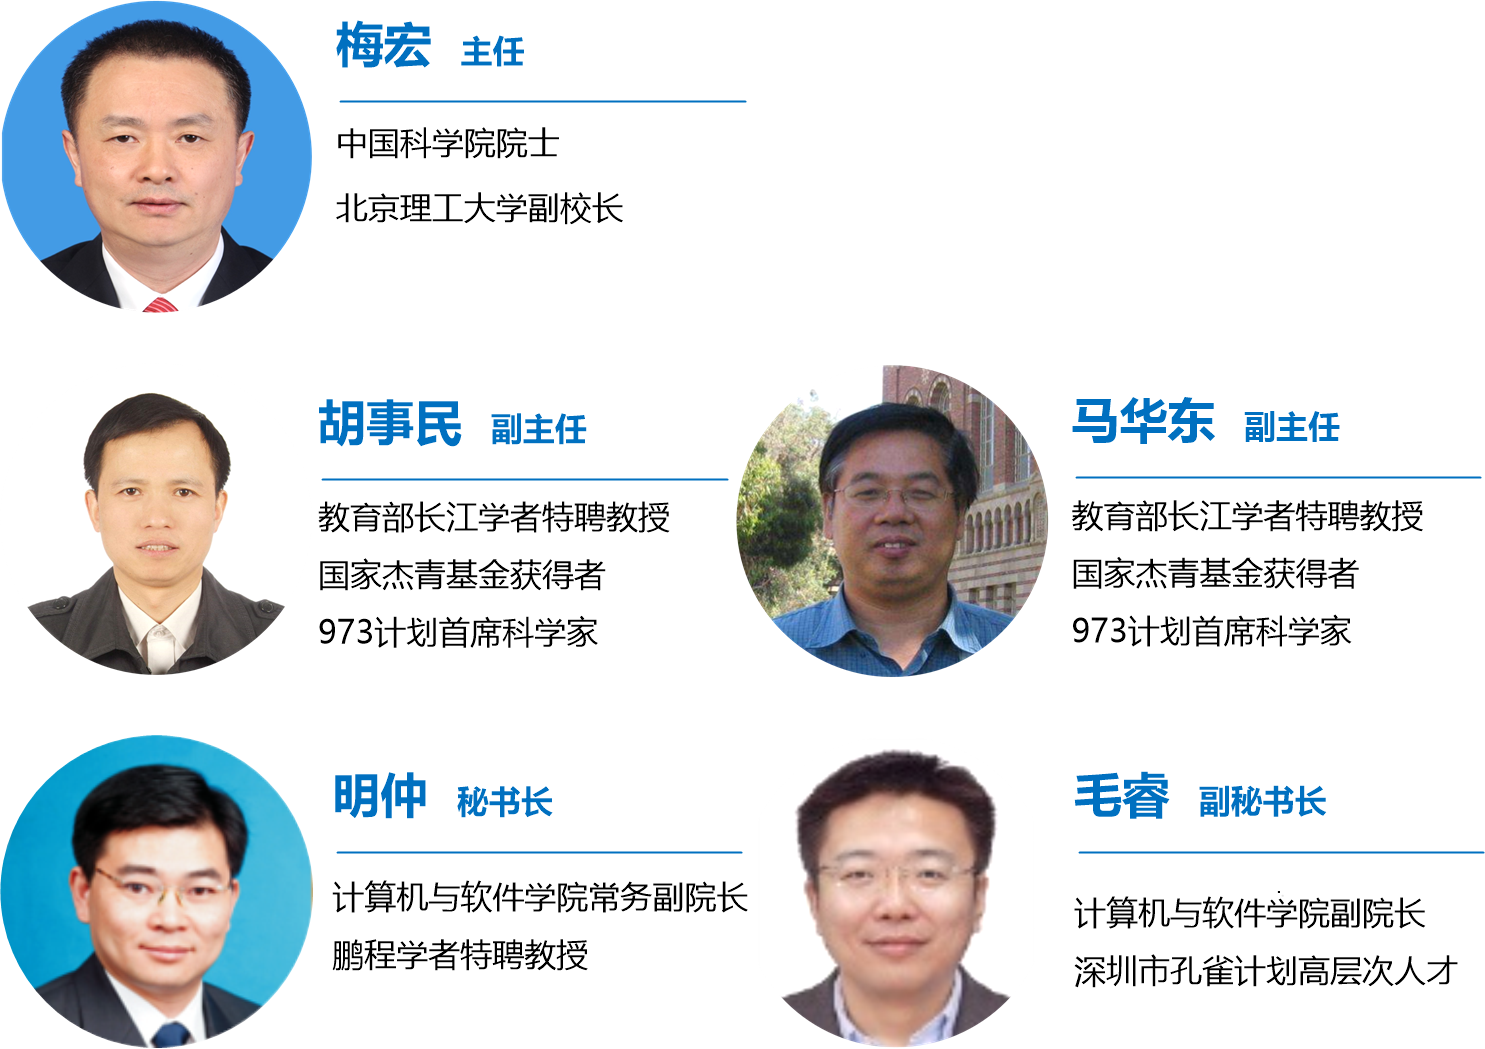 梅宏 主任
中国科学院院士
北京理工大学副校长
胡事民 副主任
教育部长江学者特聘教授
国家杰青基金获得者
973计划首席科学家
马华东 副主任
教育部长江学者特聘教授
国家杰青基金获得者
973计划首席科学家
明仲 秘书长
计算机与软件学院常务副院长
鹏程学者特聘教授
毛睿 副秘书长
计算机与软件学院副院长
深圳市孔雀计划高层次人才